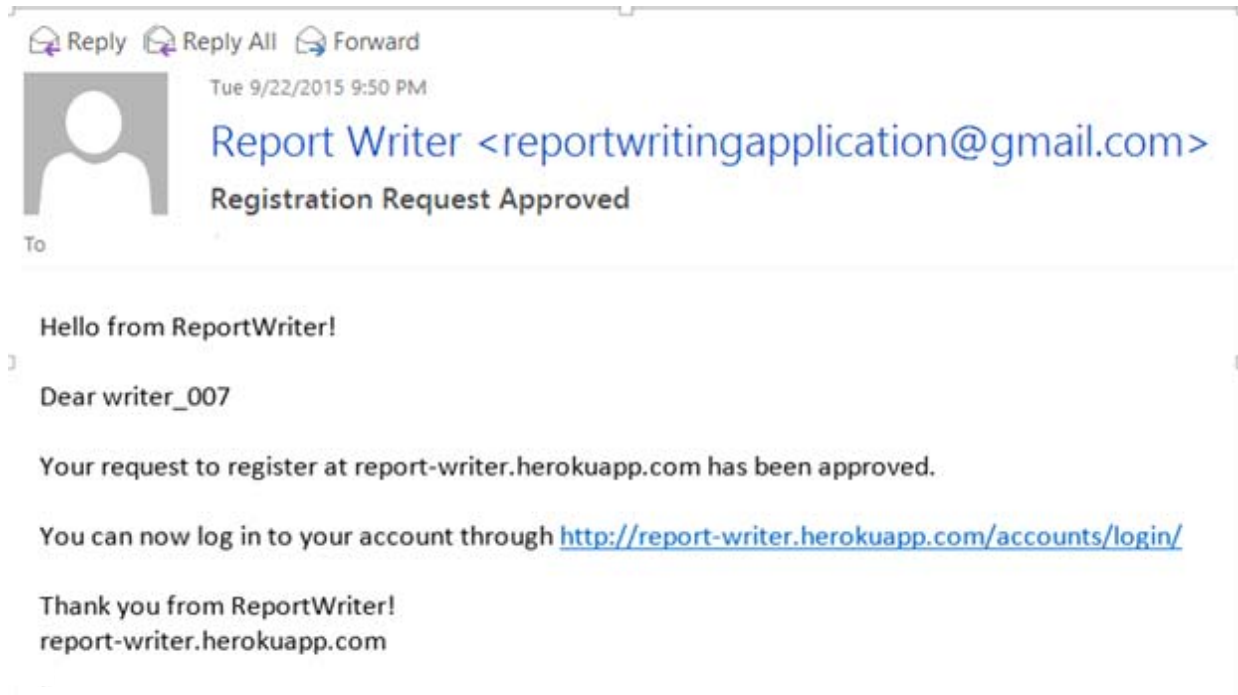 Reply Reply All Forward
Tue 9/22/2015 9:50 PM
Report Writer <reportwritingapplication@gmail.com>
Registration Request Approved
To
Hello from ReportWriter!
Dear writer_007
Your request to register at report-writer.herokuapp.com has been approved.
You can now log in to your account through http://report-writer.herokuapp.com/accounts/login/
Thank you from ReportWriter!
report-writer.herokuapp.com